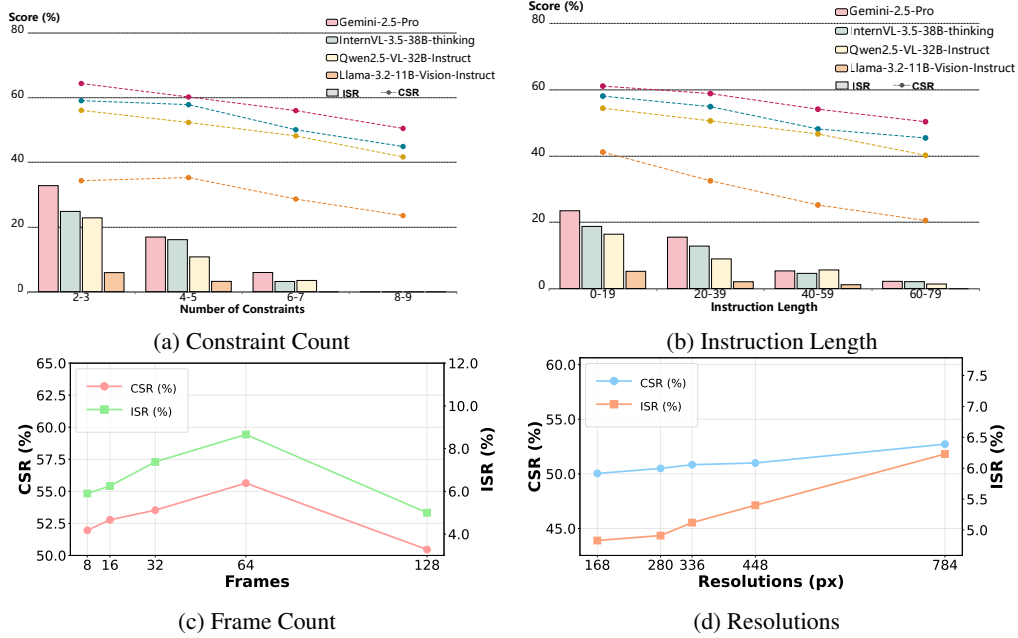 Score (%)
80
60
40
20
0
Gemini-2.5-Pro
InternVL-3.5-38B-thinking
Qwen2.5-VL-32B-Instruct
Llama-3.2-11B-Vision-Instruct
ISR CSR
2-3 4-5 6-7 8-9
Number of Constraints
(a) Constraint Count
Score (%)
80
60
40
20
0
Gemini-2.5-Pro
InternVL-3.5-38B-thinking
Qwen2.5-VL-32B-Instruct
Llama-3.2-11B-Vision-Instruct
ISR CSR
0-19 20-39 40-59 60-79
Instruction Length
(b) Instruction Length
CSR (%)
65.0
62.5
60.0
57.5
55.0
52.5
50.0
CSR (%)
ISR (%)
12.0
10.0
8.0
6.0
4.0
ISR (%)
8 16 32 64 128
Frames
(c) Frame Count
CSR (%)
60.0
55.0
50.0
45.0
CSR (%)
ISR (%)
7.5
7.0
6.5
6.0
5.5
5.0
ISR (%)
168 280 336 448 784
Resolutions (px)
(d) Resolutions